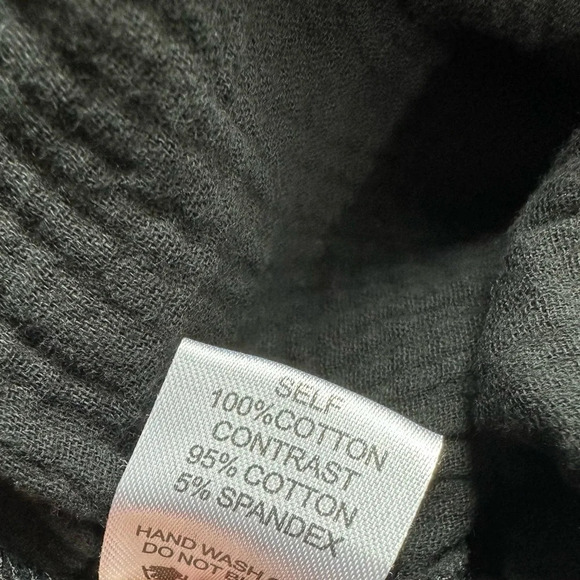 SELF
100%COTTON
CONTRAST
95% COTTON
5% SPANDEX
HAND WASH
DO NOT